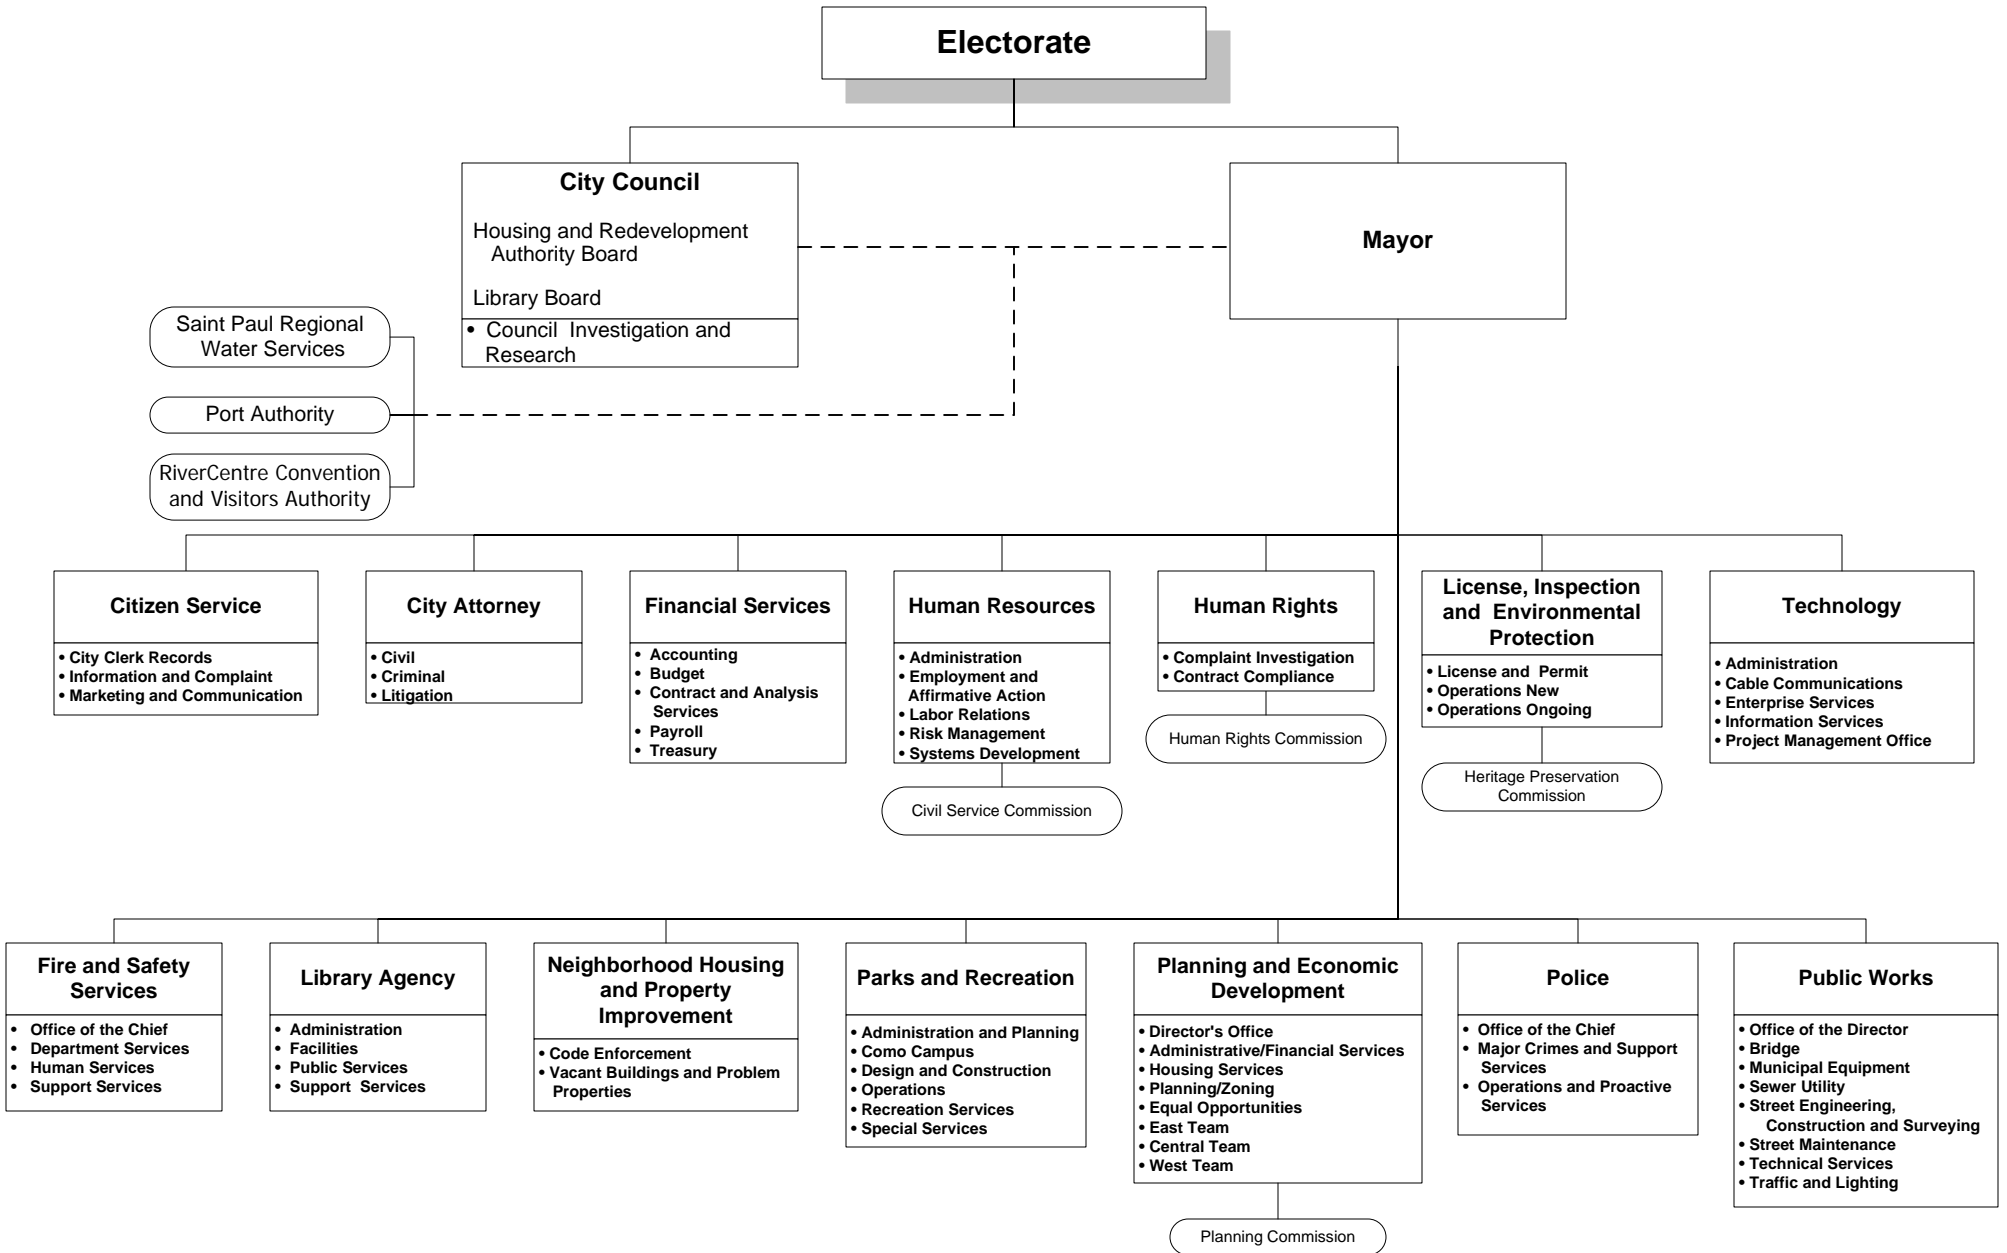 Electorate
City Council
Housing and Redevelopment
Authority Board
Library Board
• Council Investigation and
Research
Mayor
Saint Paul Regional
Water Services
Port Authority
RiverCentre Convention
and Visitors Authority
Citizen Service
• City Clerk Records
• Information and Complaint
• Marketing and Communication
City Attorney
• Civil
• Criminal
• Litigation
Financial Services
• Accounting
• Budget
• Contract and Analysis
Services
• Payroll
• Treasury
Human Resources
• Administration
• Employment and
Affirmative Action
• Labor Relations
• Risk Management
• Systems Development
Civil Service Commission
Human Rights
• Complaint Investigation
• Contract Compliance
Human Rights Commission
License, Inspection
and Environmental
Protection
• License and Permit
• Operations New
• Operations Ongoing
Heritage Preservation
Commission
Technology
• Administration
• Cable Communications
• Enterprise Services
• Information Services
• Project Management Office
Fire and Safety
Services
• Office of the Chief
• Department Services
• Human Services
• Support Services
Library Agency
• Administration
• Facilities
• Public Services
• Support Services
Neighborhood Housing
and Property
Improvement
• Code Enforcement
• Vacant Buildings and Problem
Properties
Parks and Recreation
• Administration and Planning
• Como Campus
• Design and Construction
• Operations
• Recreation Services
• Special Services
Planning and Economic
Development
• Director's Office
• Administrative/Financial Services
• Housing Services
• Planning/Zoning
• Equal Opportunities
• East Team
• Central Team
• West Team
Planning Commission
Police
• Office of the Chief
• Major Crimes and Support
Services
• Operations and Proactive
Services
Public Works
• Office of the Director
• Bridge
• Municipal Equipment
• Sewer Utility
• Street Engineering,
Construction and Surveying
• Street Maintenance
• Technical Services
• Traffic and Lighting